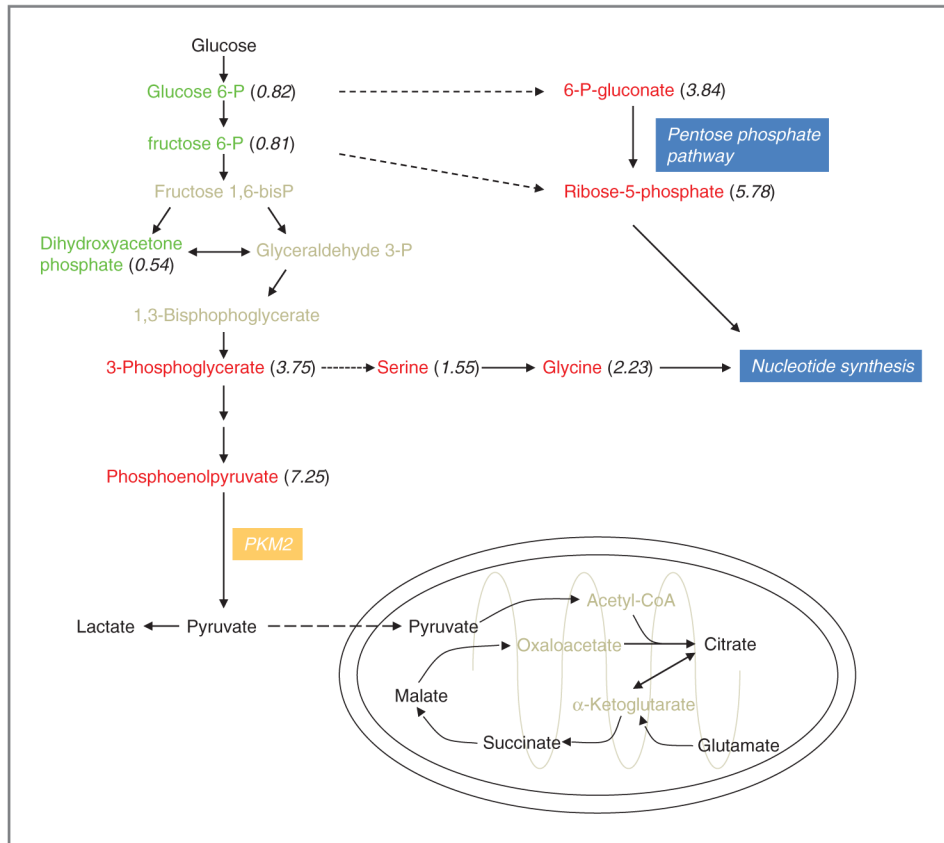 Glucose
Glucose 6-P (0.82)
6-P-gluconate (3.84)
Pentose phosphate
pathway
fructose 6-P (0.81)
Fructose 1,6-bisP
Ribose-5-phosphate (5.78)
Dihydroxyacetone
phosphate (0.54)
Glyceraldehyde 3-P
1,3-Bisphophoglycerate
3-Phosphoglycerate (3.75)
Serine (1.55)
Glycine (2.23)
Nucleotide synthesis
Phosphoenolpyruvate (7.25)
PKM2
Lactate
Pyruvate
Pyruvate
Acetyl-CoA
Oxaloacetate
Citrate
Malate
α-Ketoglutarate
Succinate
Glutamate